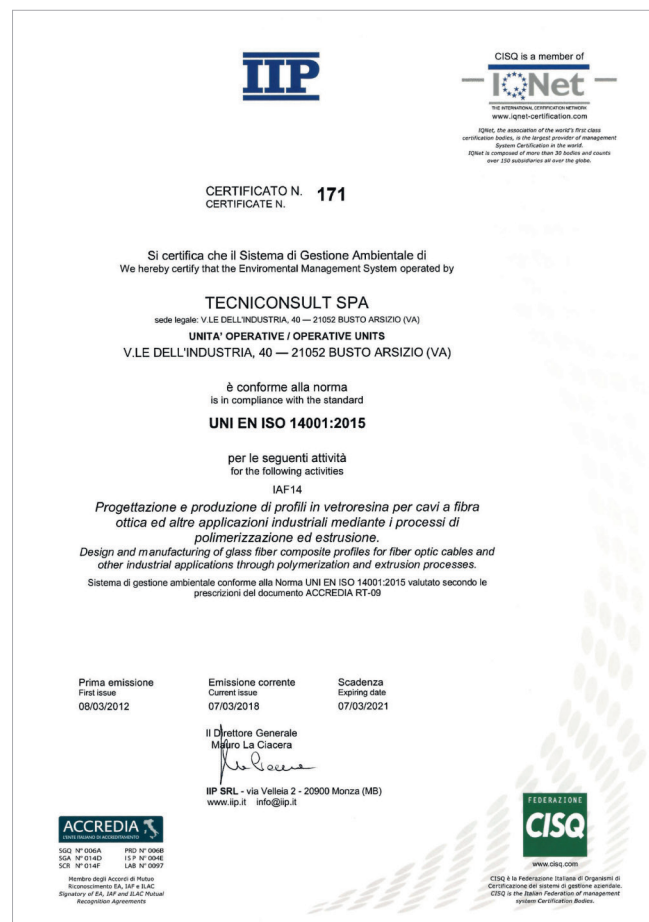 IIP
CISQ is a member of
IQNet
THE INTERNATIONAL CERTIFICATION NETWORK
www.iqnet-certification.com
IQNet, the association of the world's first class
certification bodies, is the largest provider of management
System Certification in the world.
IQNet is composed of more than 30 bodies and counts
over 150 subsidiaries all over the globe.
CERTIFICATO N. 171
CERTIFICATE N.
Si certifica che il Sistema di Gestione Ambientale di
We hereby certify that the Enviromental Management System operated by
TECNICONSULT SPA
sede legale: V.LE DELL'INDUSTRIA, 40 — 21052 BUSTO ARSIZIO (VA)
UNITA' OPERATIVE / OPERATIVE UNITS
V.LE DELL'INDUSTRIA, 40 — 21052 BUSTO ARSIZIO (VA)
è conforme alla norma
is in compliance with the standard
UNI EN ISO 14001:2015
per le seguenti attività
for the following activities
IAF14
Progettazione e produzione di profili in vetroresina per cavi a fibra
ottica ed altre applicazioni industriali mediante i processi di
polimerizzazione ed estrusione.
Design and manufacturing of glass fiber composite profiles for fiber optic cables and
other industrial applications through polymerization and extrusion processes.
Sistema di gestione ambientale conforme alla Norma UNI EN ISO 14001:2015 valutato secondo le
prescrizioni del documento ACCREDIA RT-09
Prima emissione Emissione corrente Scadenza
First issue Current issue Expiring date
08/03/2012 07/03/2018 07/03/2021
Il Direttore Generale
Mauro La Ciacera
IIP SRL - via Velleia 2 - 20900 Monza (MB)
www.iip.it info@iip.it
ACCREDIA
L'ENTE ITALIANO DI ACCREDITAMENTO
SGQ N° 006A PRD N° 006B
SGA N° 014D ISP N° 004E
SCR N° 014F LAB N° 0097
Membro degli Accordi di Mutuo
Riconoscimento EA, IAF e ILAC
Signatory of EA, IAF and ILAC Mutual
Recognition Agreements
FEDERAZIONE
CISQ
www.cisq.com
CISQ è la Federazione Italiana di Organismi di
Certificazione dei sistemi di gestione aziendale.
CISQ is the Italian Federation of management
system Certification Bodies.